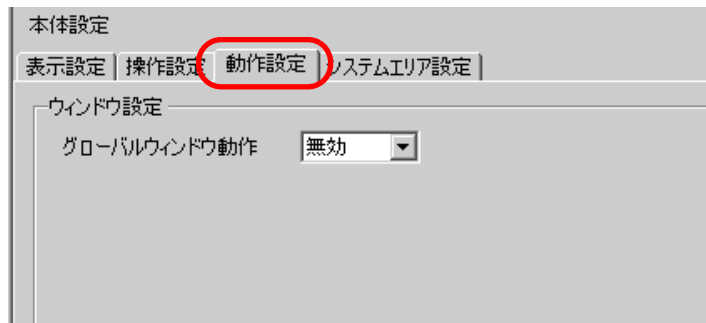 本体設定
表示設定 操作設定 動作設定 システムエリア設定
ウィンドウ設定
グローバルウィンドウ動作 無効